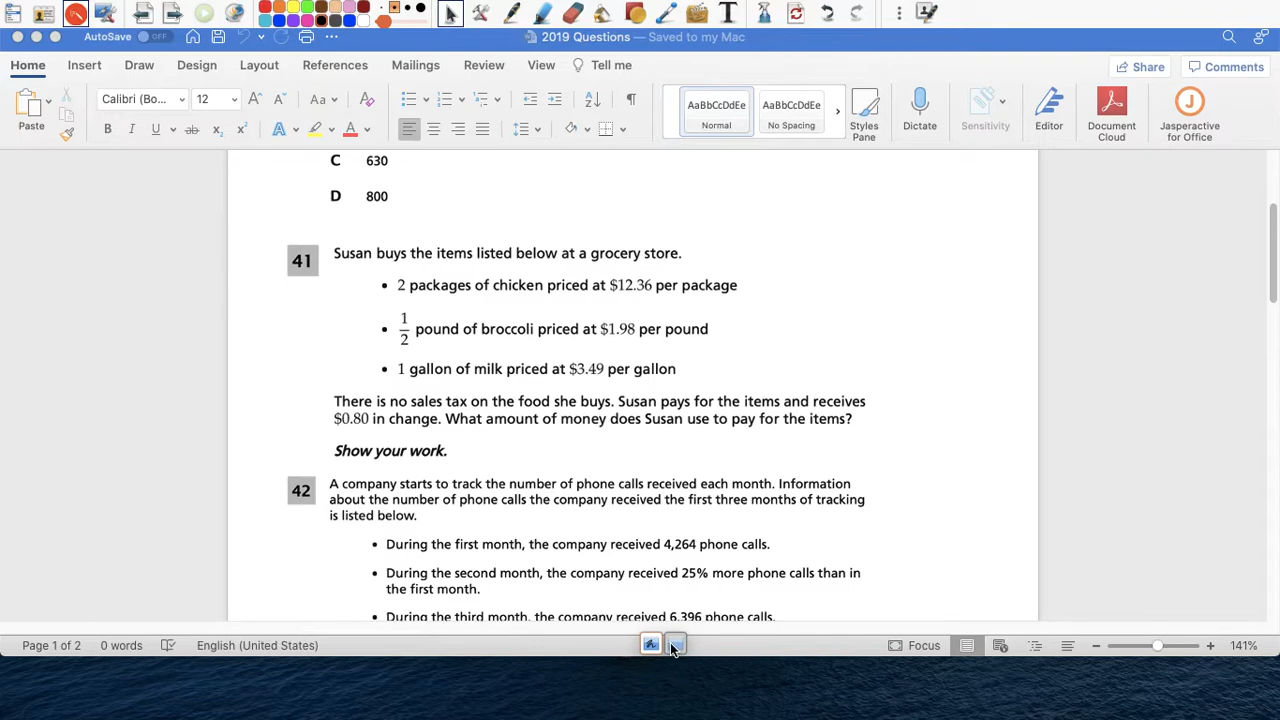 AutoSave OFF
2019 Questions — Saved to my Mac
Home Insert Draw Design Layout References Mailings Review View Tell me
Share Comments
Paste
Calibri (Bo... 12
AaBbCcDdEe
Normal
AaBbCcDdEe
No Spacing
Styles Pane
Dictate
Sensitivity
Editor
Document Cloud
Jasperactive for Office
C 630
D 800
41 Susan buys the items listed below at a grocery store.
• 2 packages of chicken priced at $12.36 per package
• 1/2 pound of broccoli priced at $1.98 per pound
• 1 gallon of milk priced at $3.49 per gallon
There is no sales tax on the food she buys. Susan pays for the items and receives
$0.80 in change. What amount of money does Susan use to pay for the items?
Show your work.
42 A company starts to track the number of phone calls received each month. Information
about the number of phone calls the company received the first three months of tracking
is listed below.
• During the first month, the company received 4,264 phone calls.
• During the second month, the company received 25% more phone calls than in
the first month.
• During the third month, the company received 6,396 phone calls.
Page 1 of 2 0 words English (United States) Focus 141%